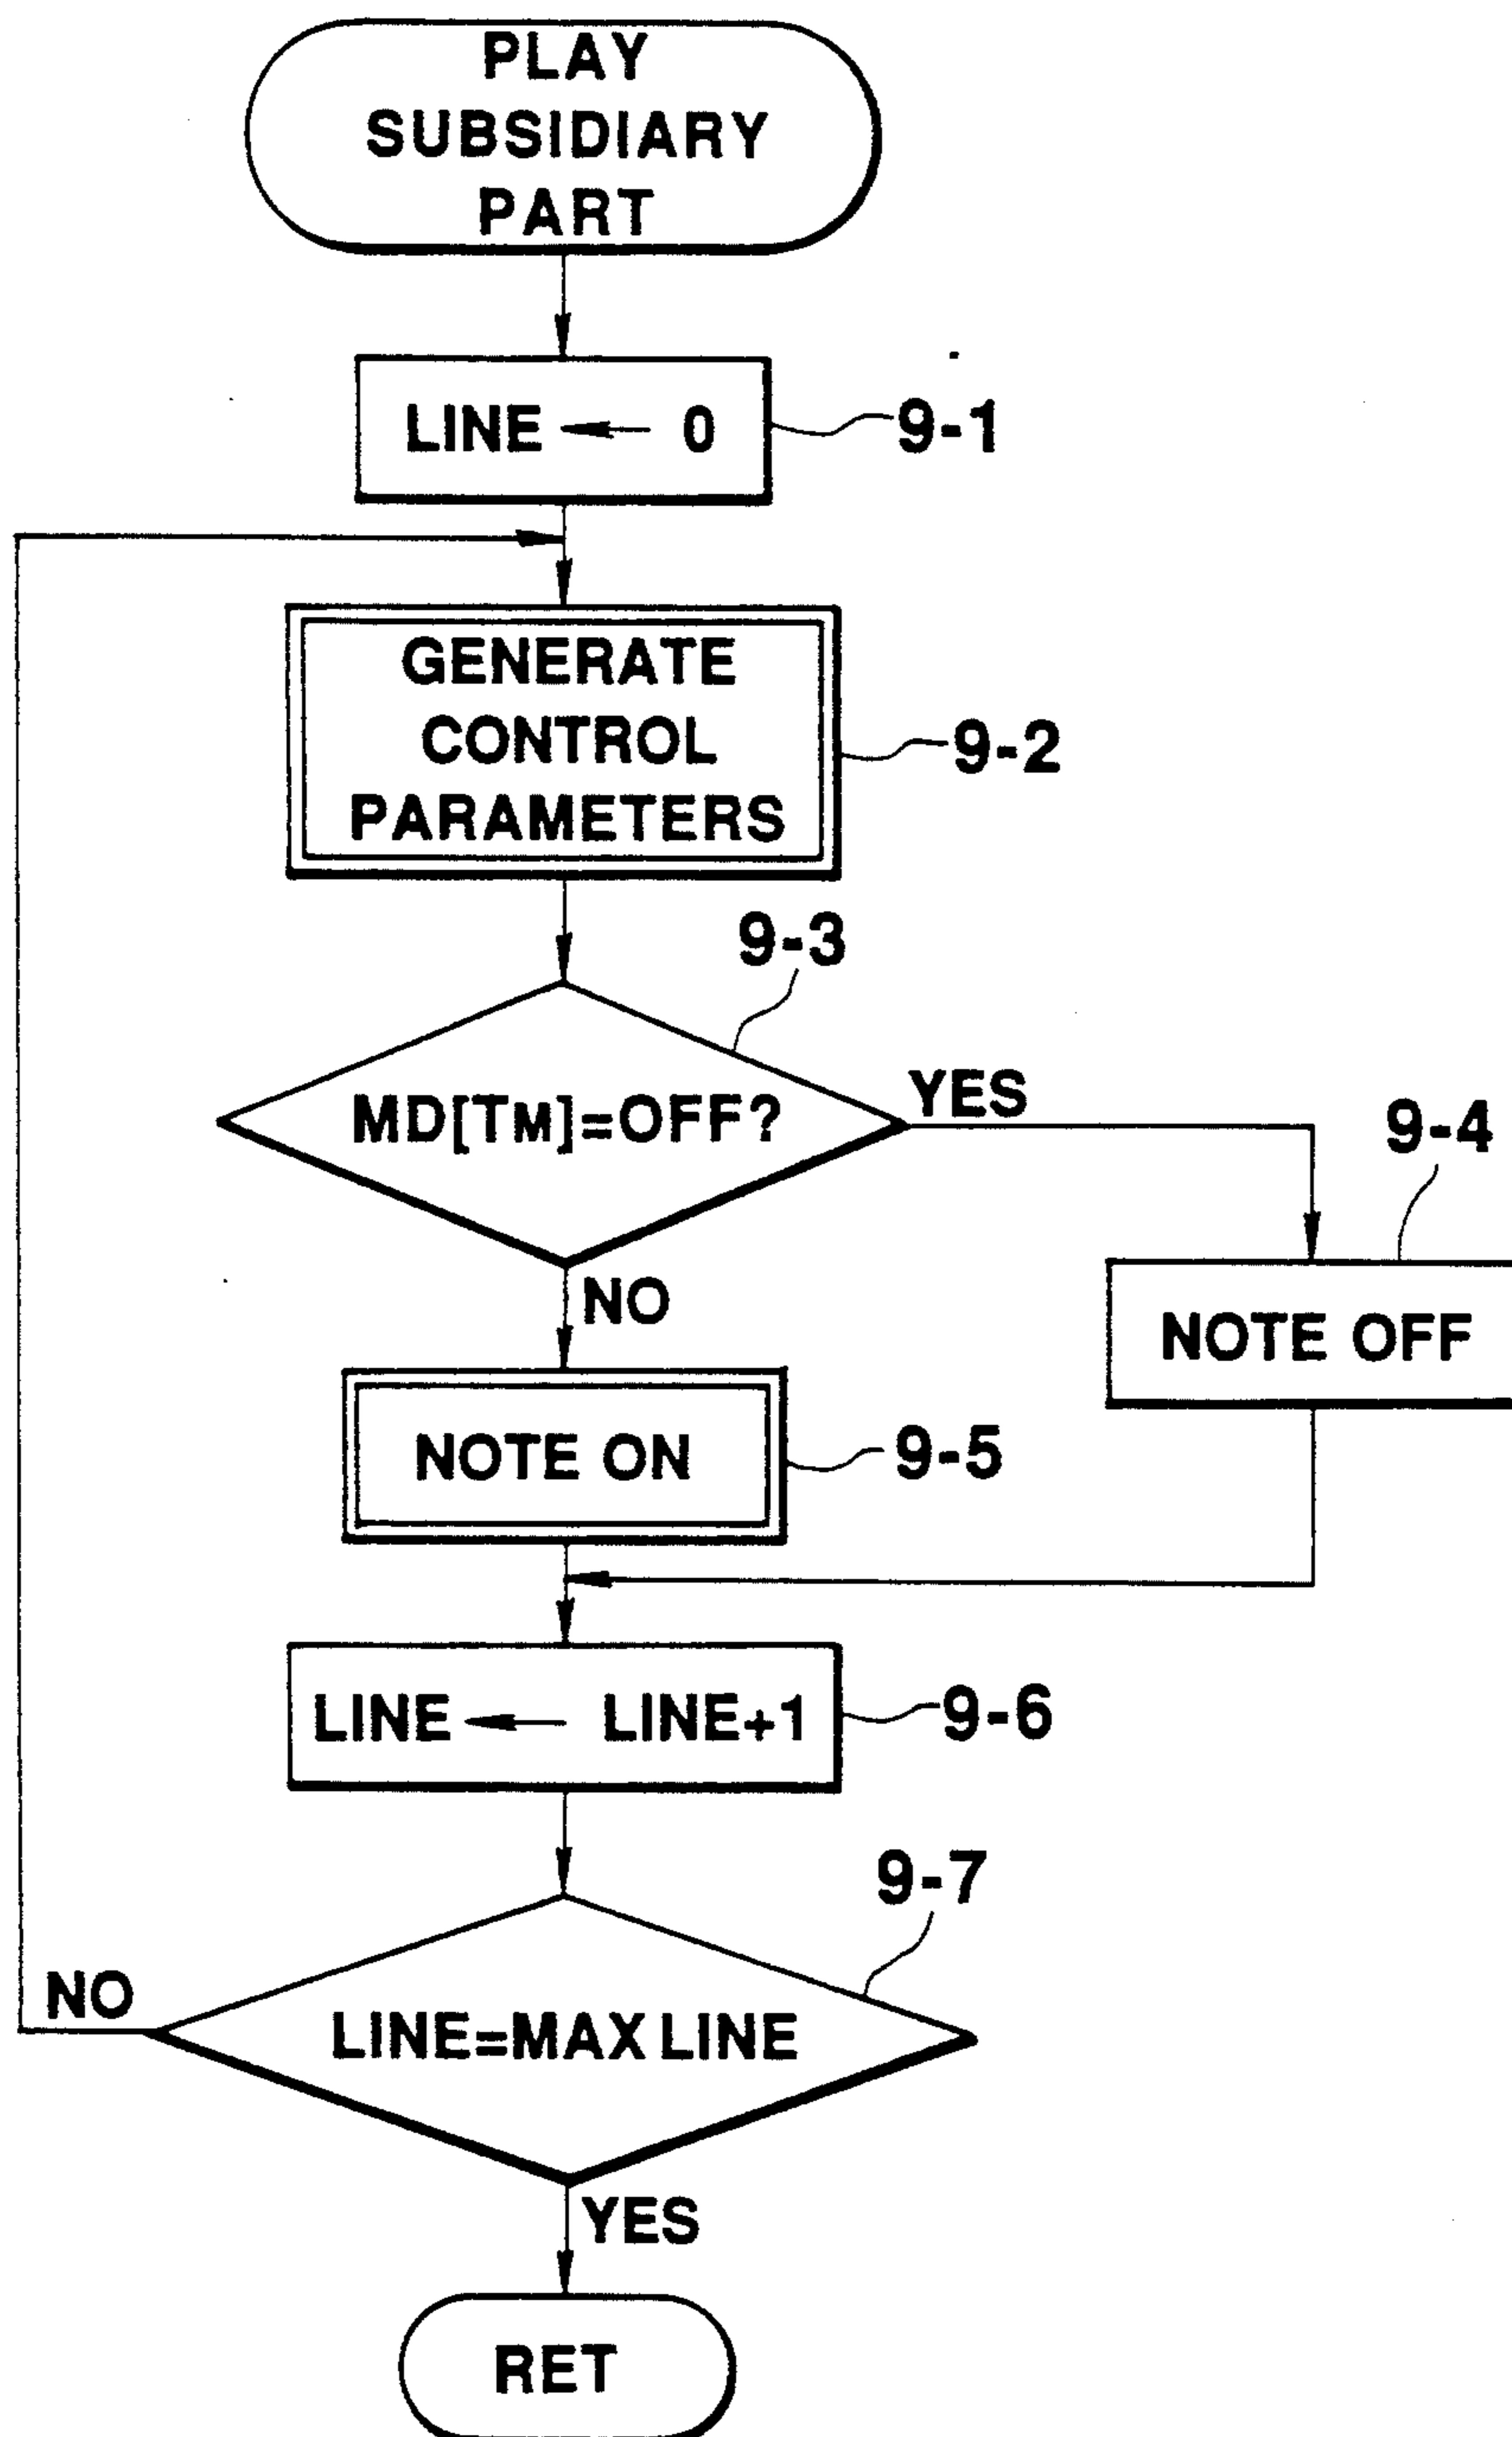 PLAY
SUBSIDIARY
PART
LINE ← 0
9-1
GENERATE
CONTROL
PARAMETERS
9-2
9-3
MD[TM]=OFF?
YES
9-4
NO
NOTE OFF
NOTE ON
9-5
LINE ← LINE+1
9-6
9-7
NO
LINE=MAX LINE
YES
RET